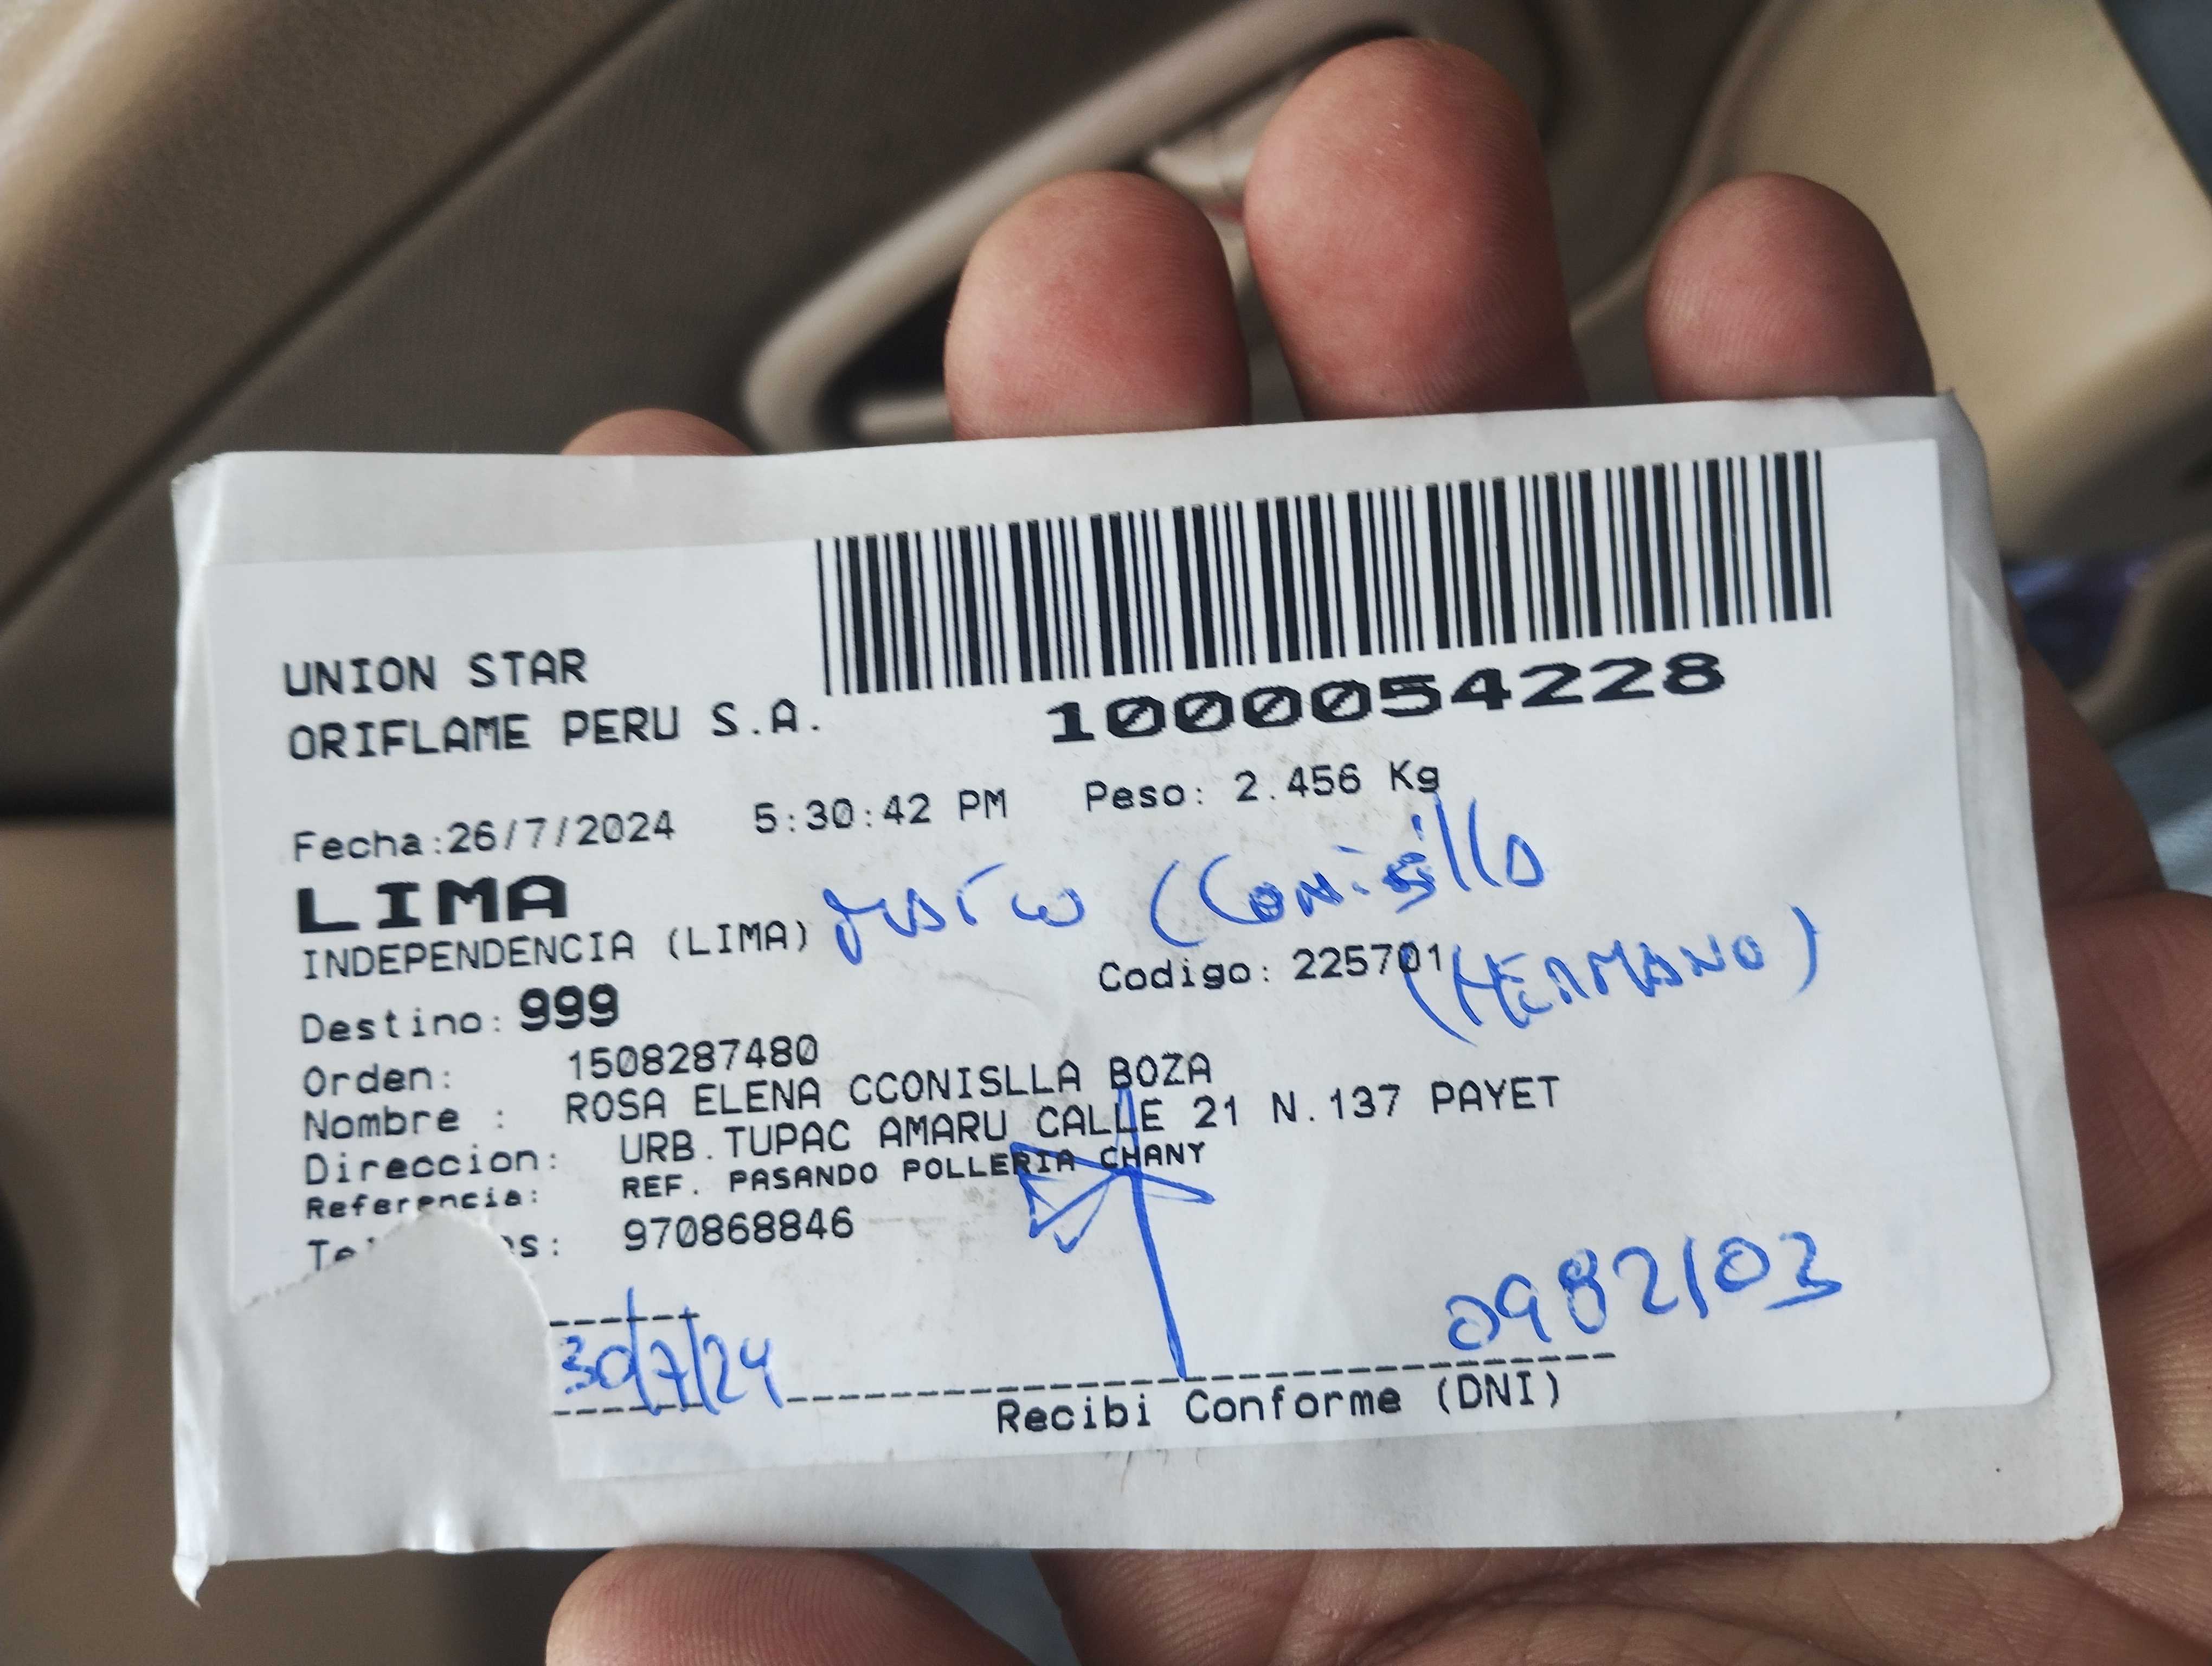 UNION STAR
ORIFLAME PERU S.A.
1000054228
Fecha:26/7/2024 5:30:42 PM Peso: 2.456 Kg
LIMA
INDEPENDENCIA (LIMA)
Codigo: 225701 (HERMANO)
Destino: 999
Orden: 1508287480
Nombre : ROSA ELENA CCONISLLA BOZA
Direccion: URB.TUPAC AMARU CALLE 21 N.137 PAYET
Referencia: REF. PASANDO POLLERIA CHANY
970868846
0982103
30/7/24
Recibi Conforme (DNI)